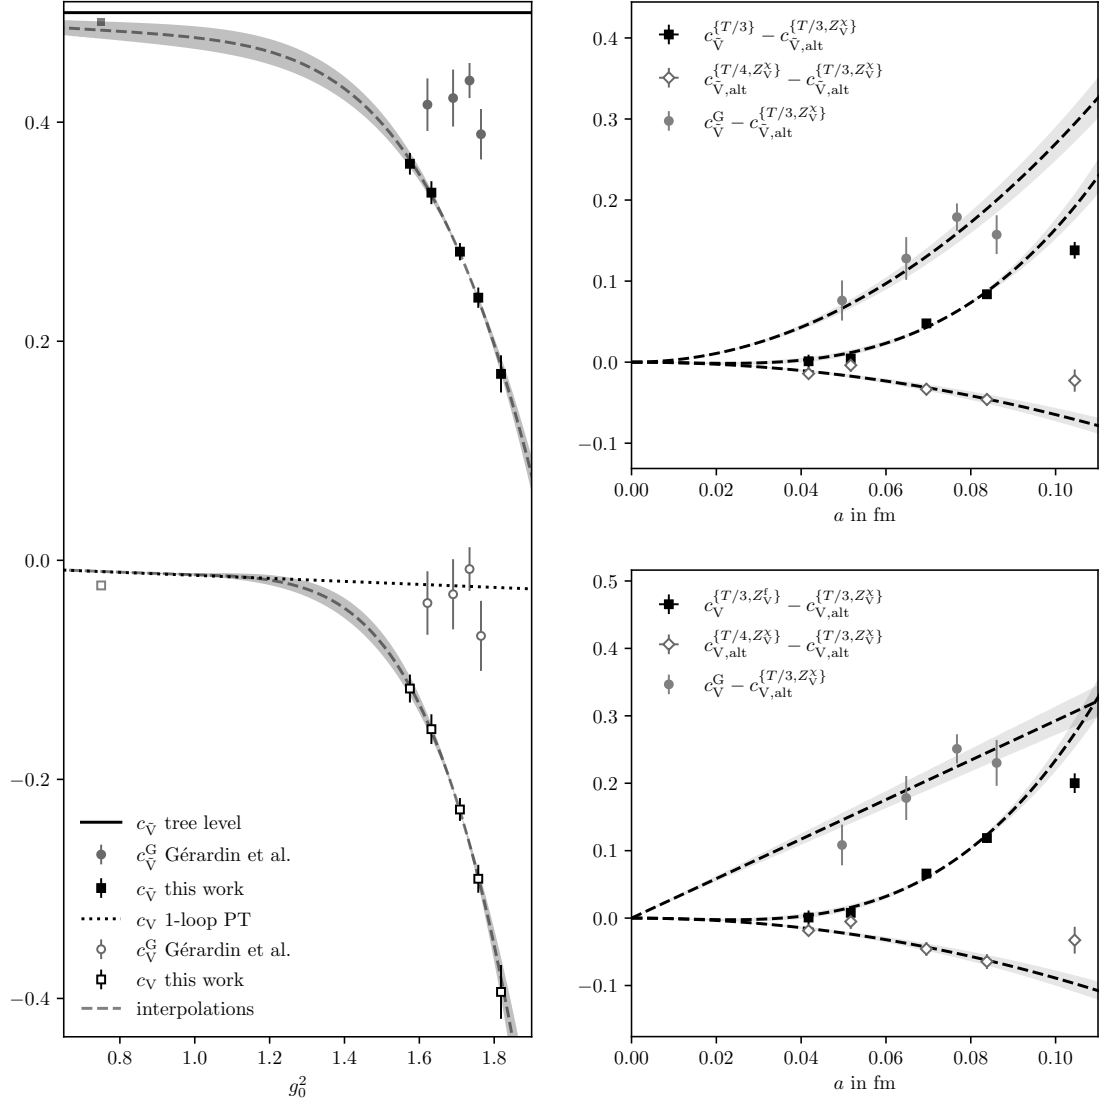 0.4
0.2
0.0
−0.2
−0.4
c_Ṽ tree level
c_Ṽ^G Gérardin et al.
c_Ṽ this work
c_V 1-loop PT
c_V^G Gérardin et al.
c_V this work
interpolations
0.8 1.0 1.2 1.4 1.6 1.8
g_0^2
0.4
0.3
0.2
0.1
0.0
−0.1
c_Ṽ^{T/3} − c_{Ṽ,alt}^{T/3,Z_V^χ}
c_{Ṽ,alt}^{T/4,Z_V^χ} − c_{Ṽ,alt}^{T/3,Z_V^χ}
c_Ṽ^G − c_{Ṽ,alt}^{T/3,Z_V^χ}
0.00 0.02 0.04 0.06 0.08 0.10
a in fm
0.5
0.4
0.3
0.2
0.1
0.0
−0.1
c_V^{T/3,Z_V^f} − c_{V,alt}^{T/3,Z_V^χ}
c_{V,alt}^{T/4,Z_V^χ} − c_{V,alt}^{T/3,Z_V^χ}
c_V^G − c_{V,alt}^{T/3,Z_V^χ}
0.00 0.02 0.04 0.06 0.08 0.10
a in fm